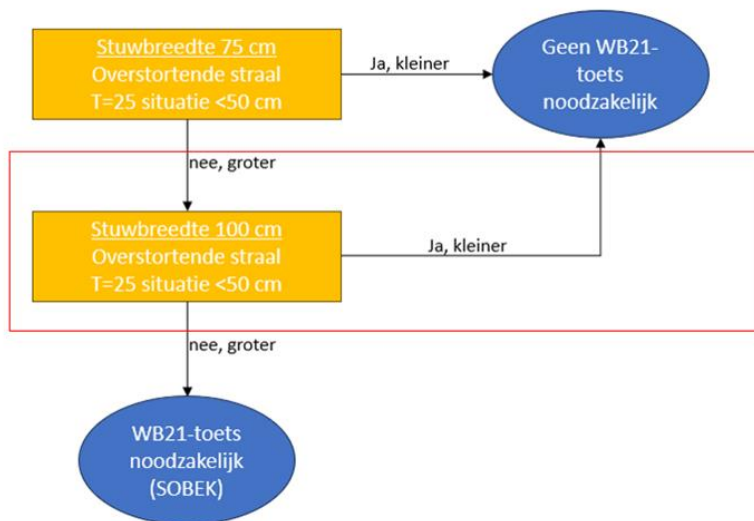 Stuwbreedte 75 cm
Overstortende straal
T=25 situatie <50 cm
Ja, kleiner
Geen WB21-
toets
noodzakelijk
nee, groter
Stuwbreedte 100 cm
Overstortende straal
T=25 situatie <50 cm
Ja, kleiner
nee, groter
WB21-toets
noodzakelijk
(SOBEK)